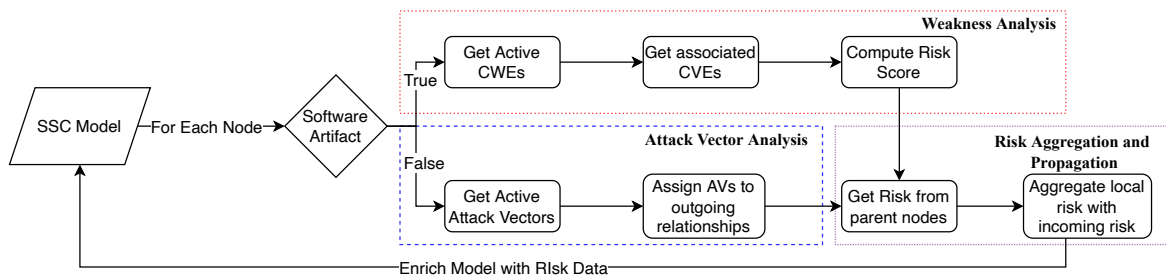 Weakness Analysis
Get Active
CWEs
Get associated
CVEs
Compute Risk
Score
True
SSC Model
For Each Node
Software
Artifact
False
Attack Vector Analysis
Get Active
Attack Vectors
Assign AVs to
outgoing
relationships
Risk Aggregation and
Propagation
Get Risk from
parent nodes
Aggregate local
risk with
incoming risk
Enrich Model with RIsk Data